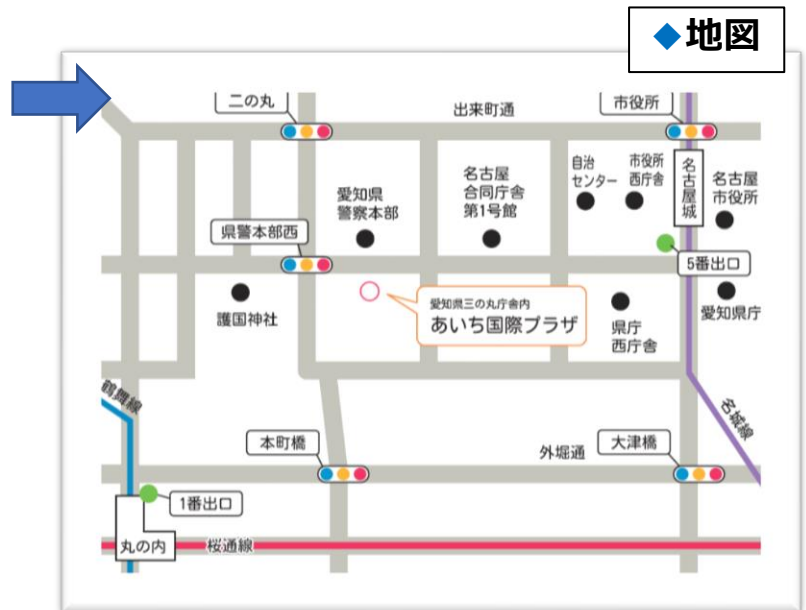 ◆地図
二の丸
出来町通
市役所
愛知県
警察本部
名古屋
合同庁舎
第1号館
自治
センター
市役所
西庁舎
名古屋城
名古屋
市役所
県警本部西
5番出口
護国神社
愛知県三の丸庁舎内
あいち国際プラザ
県庁
西庁舎
愛知県庁
鶴舞線
名城線
本町橋
外堀通
大津橋
1番出口
丸の内
桜通線